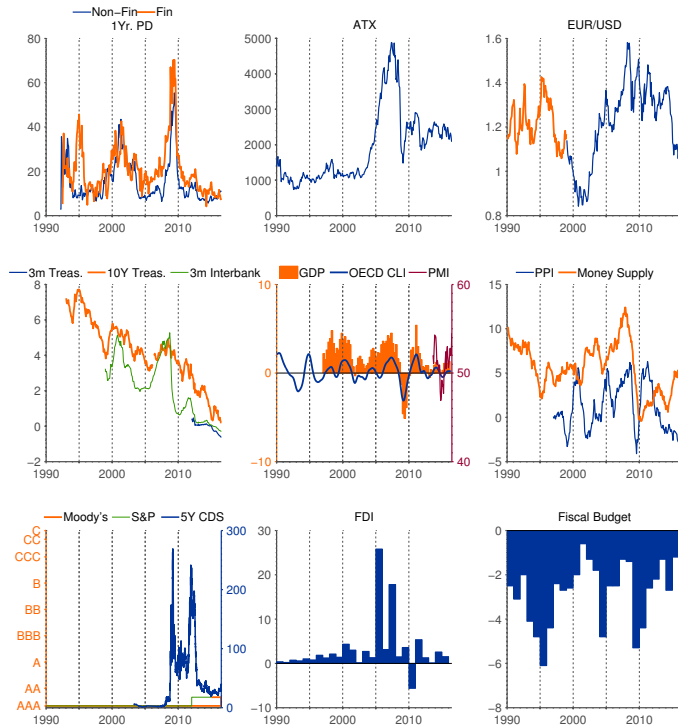 Non−Fin Fin
1Yr. PD
80
60
40
20
0
1990 2000 2010
ATX
5000
4000
3000
2000
1000
0
1990 2000 2010
EUR/USD
1.6
1.4
1.2
1
0.8
1990 2000 2010
3m Treas. 10Y Treas. 3m Interbank
8
6
4
2
0
−2
1990 2000 2010
GDP OECD CLI PMI
10 60
0 50
−10 40
1990 2000 2010
PPI Money Supply
15
10
5
0
−5
1990 2000 2010
Moody's S&P 5Y CDS
C 300
CC
CCC
B 200
BB
BBB
A 100
AA
AAA 0
1990 2000 2010
FDI
30
20
10
0
−10
1990 2000 2010
Fiscal Budget
0
−2
−4
−6
−8
1990 2000 2010